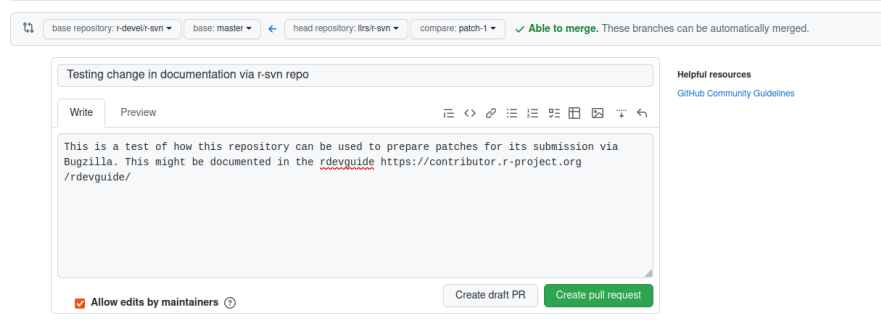 base repository: r-devel/r-svn base: master head repository: llrs/r-svn compare: patch-1 Able to merge. These branches can be automatically merged.
Testing change in documentation via r-svn repo
Helpful resources
GitHub Community Guidelines
Write Preview
This is a test of how this repository can be used to prepare patches for its submission via
Bugzilla. This might be documented in the rdevguide https://contributor.r-project.org
/rdevguide/
Create draft PR Create pull request
Allow edits by maintainers